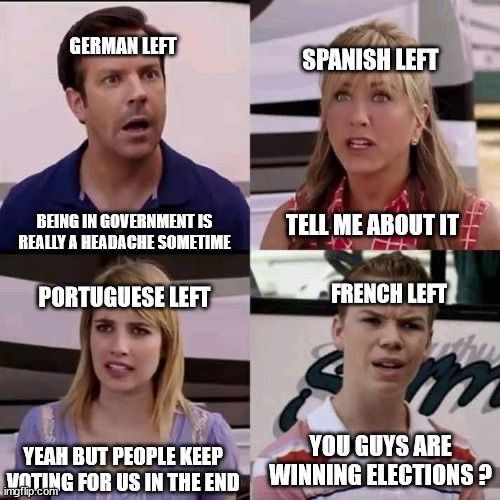 GERMAN LEFT
BEING IN GOVERNMENT IS
REALLY A HEADACHE SOMETIME
SPANISH LEFT
TELL ME ABOUT IT
PORTUGUESE LEFT
YEAH BUT PEOPLE KEEP
VOTING FOR US IN THE END
FRENCH LEFT
YOU GUYS ARE
WINNING ELECTIONS ?
imgflip.com